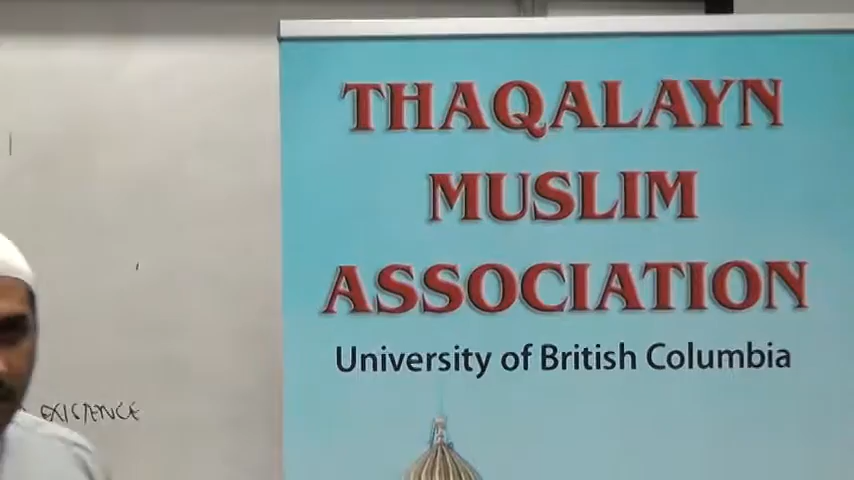 THAQALAYN
MUSLIM
ASSOCIATION
University of British Columbia
EXISTENCE